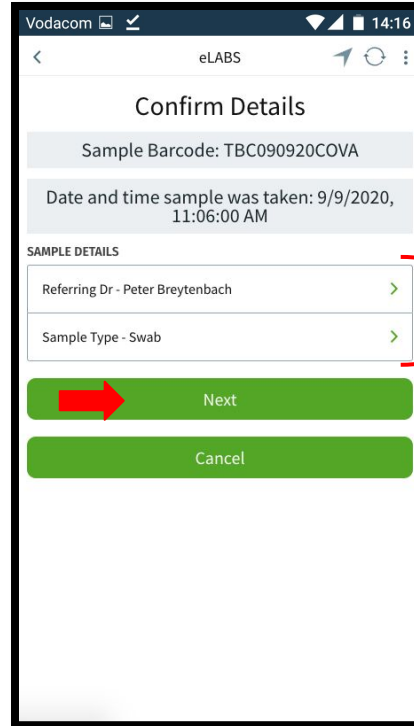 Vodacom 14:16
eLABS
Confirm Details
Sample Barcode: TBC090920COVA
Date and time sample was taken: 9/9/2020,
11:06:00 AM
SAMPLE DETAILS
Referring Dr - Peter Breytenbach
Sample Type - Swab
Next
Cancel